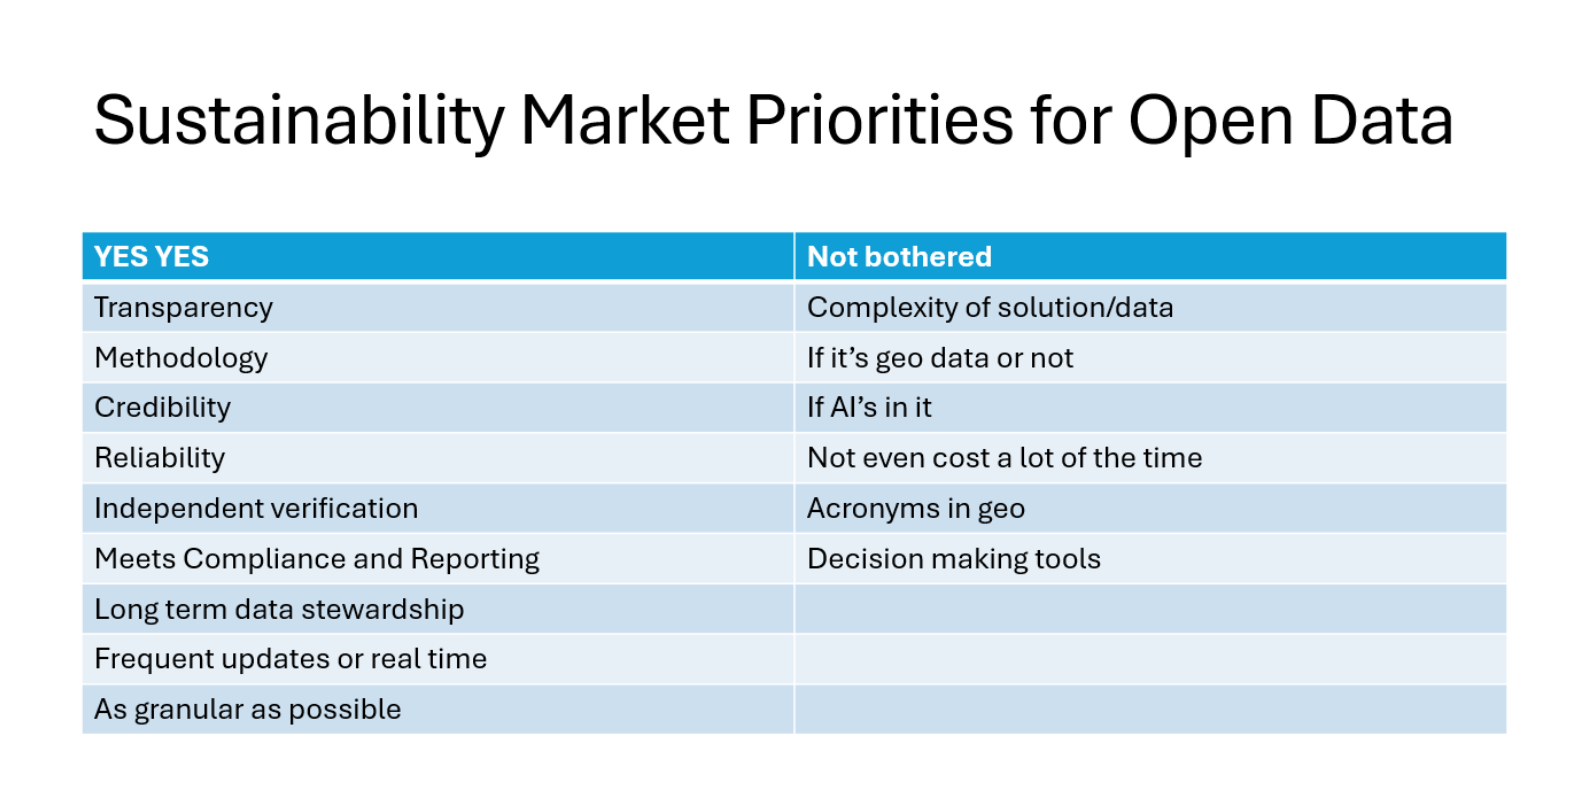 Sustainability Market Priorities for Open Data
YES YES
Not bothered
Transparency
Complexity of solution/data
Methodology
If it’s geo data or not
Credibility
If AI’s in it
Reliability
Not even cost a lot of the time
Independent verification
Acronyms in geo
Meets Compliance and Reporting
Decision making tools
Long term data stewardship
Frequent updates or real time
As granular as possible